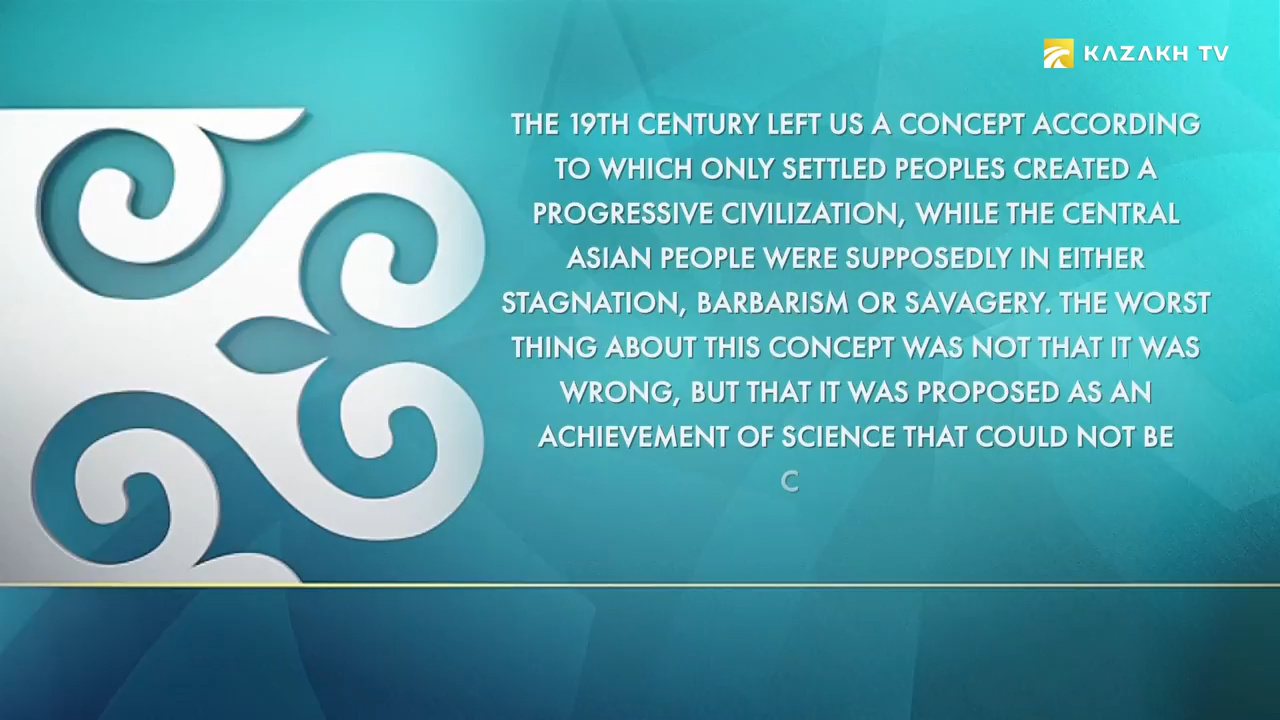 KAZAKH TV
THE 19TH CENTURY LEFT US A CONCEPT ACCORDING
TO WHICH ONLY SETTLED PEOPLES CREATED A
PROGRESSIVE CIVILIZATION, WHILE THE CENTRAL
ASIAN PEOPLE WERE SUPPOSEDLY IN EITHER
STAGNATION, BARBARISM OR SAVAGERY. THE WORST
THING ABOUT THIS CONCEPT WAS NOT THAT IT WAS
WRONG, BUT THAT IT WAS PROPOSED AS AN
ACHIEVEMENT OF SCIENCE THAT COULD NOT BE
C